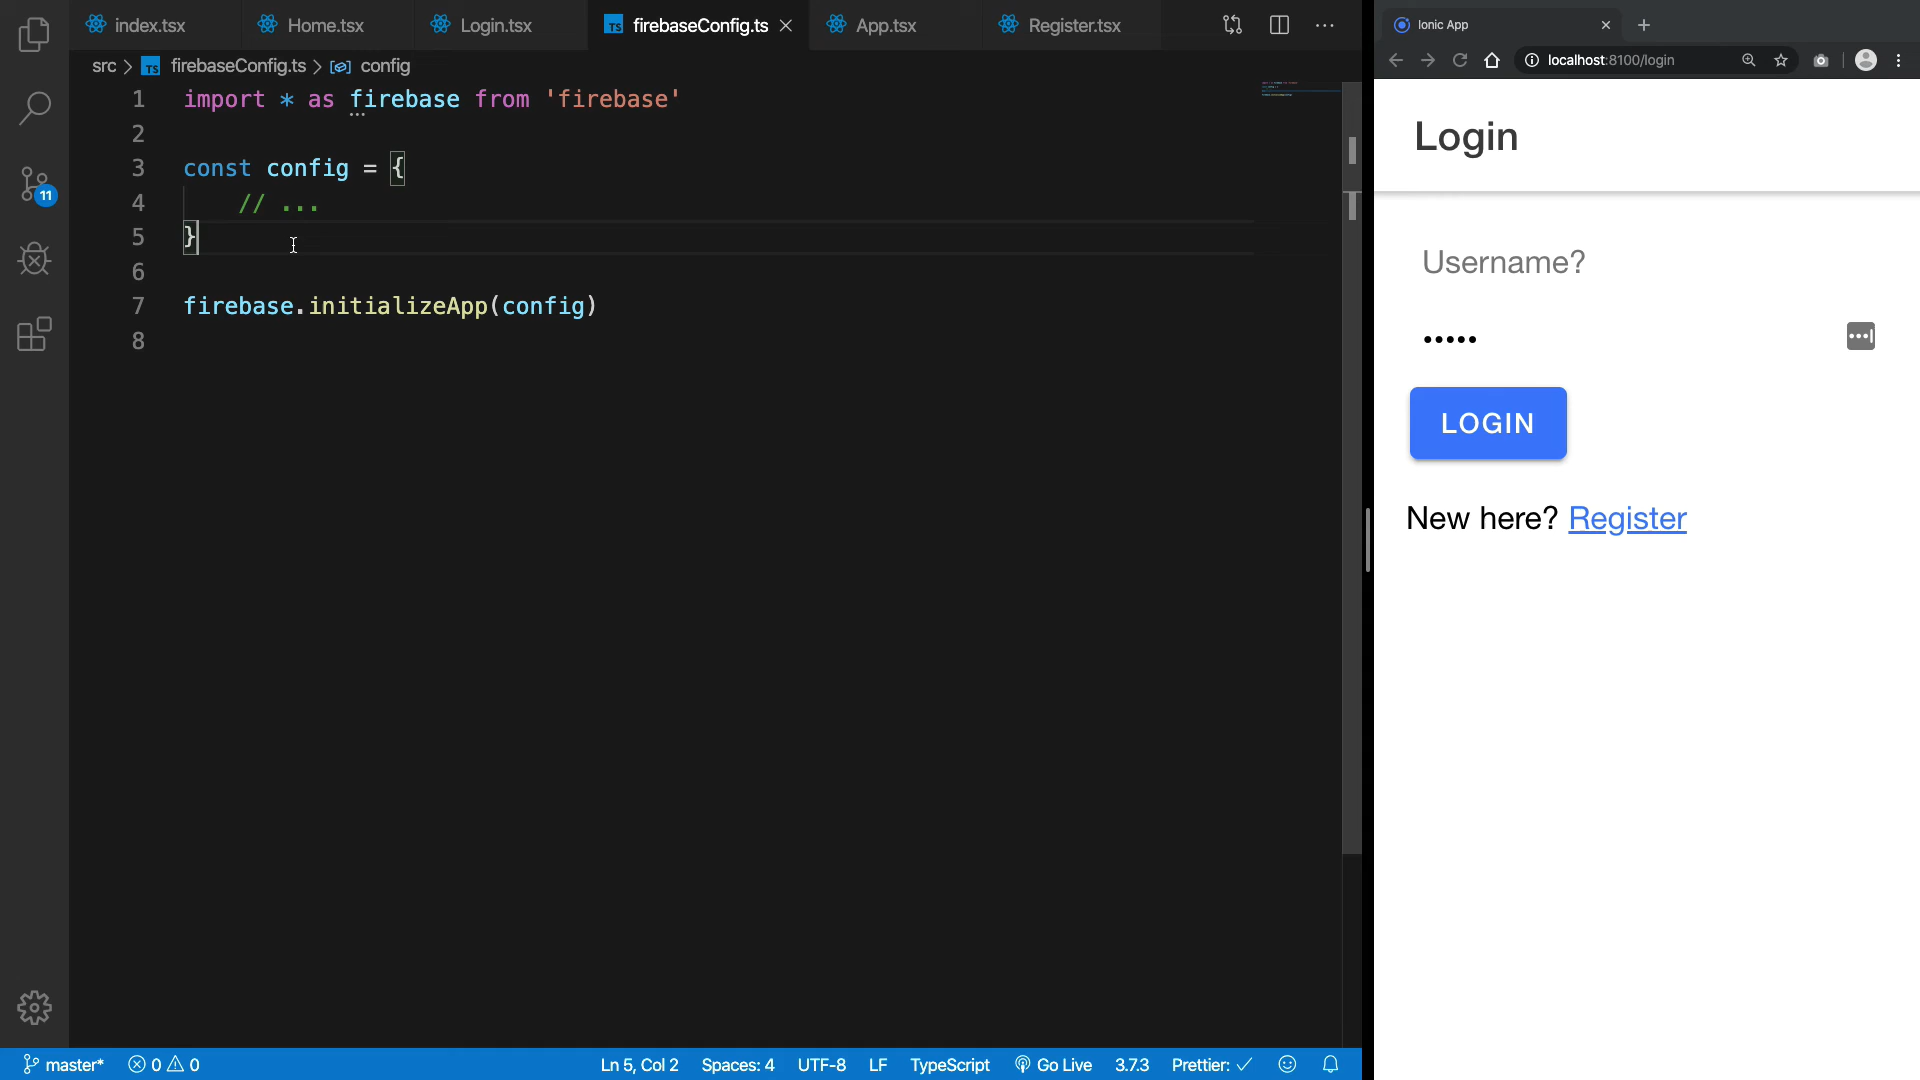 index.tsx
Home.tsx
Login.tsx
firebaseConfig.ts
App.tsx
Register.tsx
src > TS firebaseConfig.ts > config
1 import * as firebase from 'firebase'
2
3 const config = {
4 // ...
5 }
6
7 firebase.initializeApp(config)
8
11
master* 0 0
Ln 5, Col 2 Spaces: 4 UTF-8 LF TypeScript Go Live 3.7.3 Prettier: ✓
Ionic App
localhost:8100/login
Login
Username?
•••••
LOGIN
New here? Register